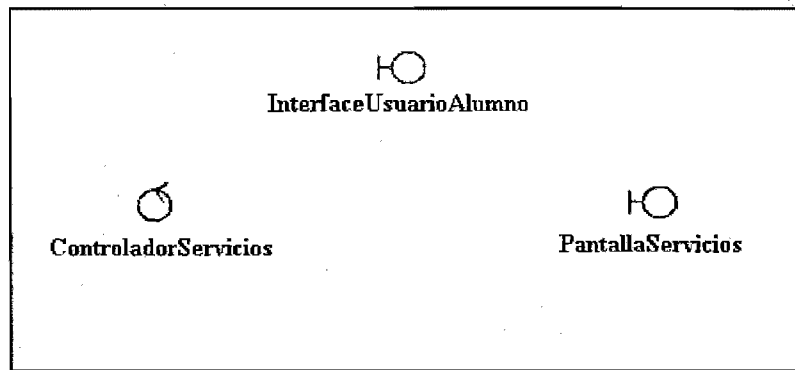 InterfaceUsuarioAlumno
ControladorServicios
PantallaServicios